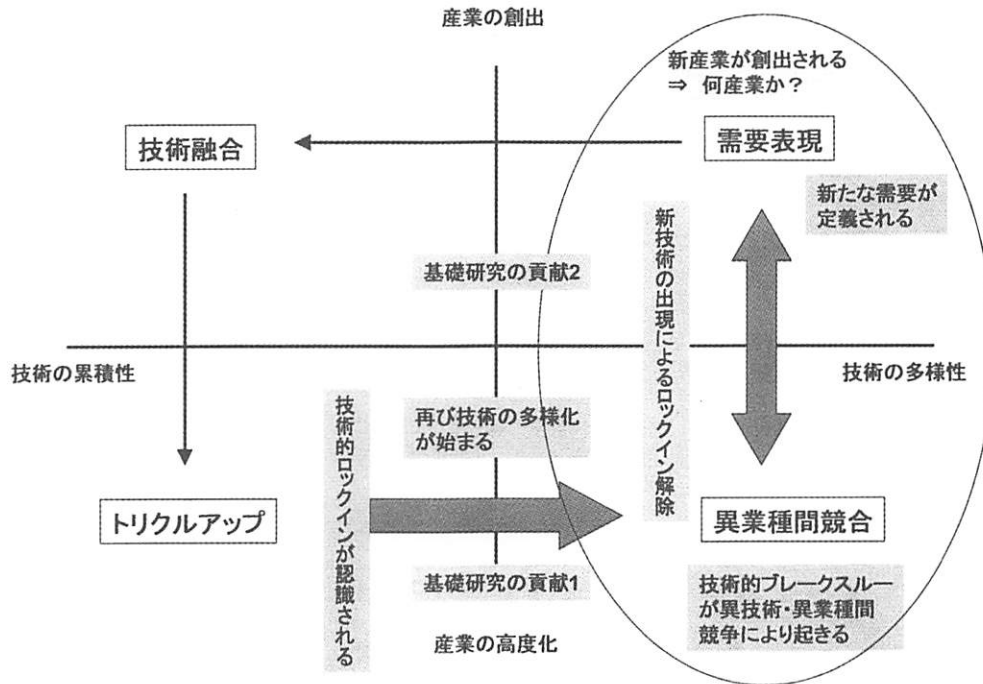 産業の創出
新産業が創出される
⇒ 何産業か？
技術融合
需要表現
新たな需要が
定義される
新技術の出現によるロックイン解除
基礎研究の貢献2
技術の累積性
技術の多様性
技術的ロックインが認識される
再び技術の多様化
が始まる
トリクルアップ
異業種間競合
基礎研究の貢献1
技術的ブレークスルー
が異技術・異業種間
競争により起きる
産業の高度化